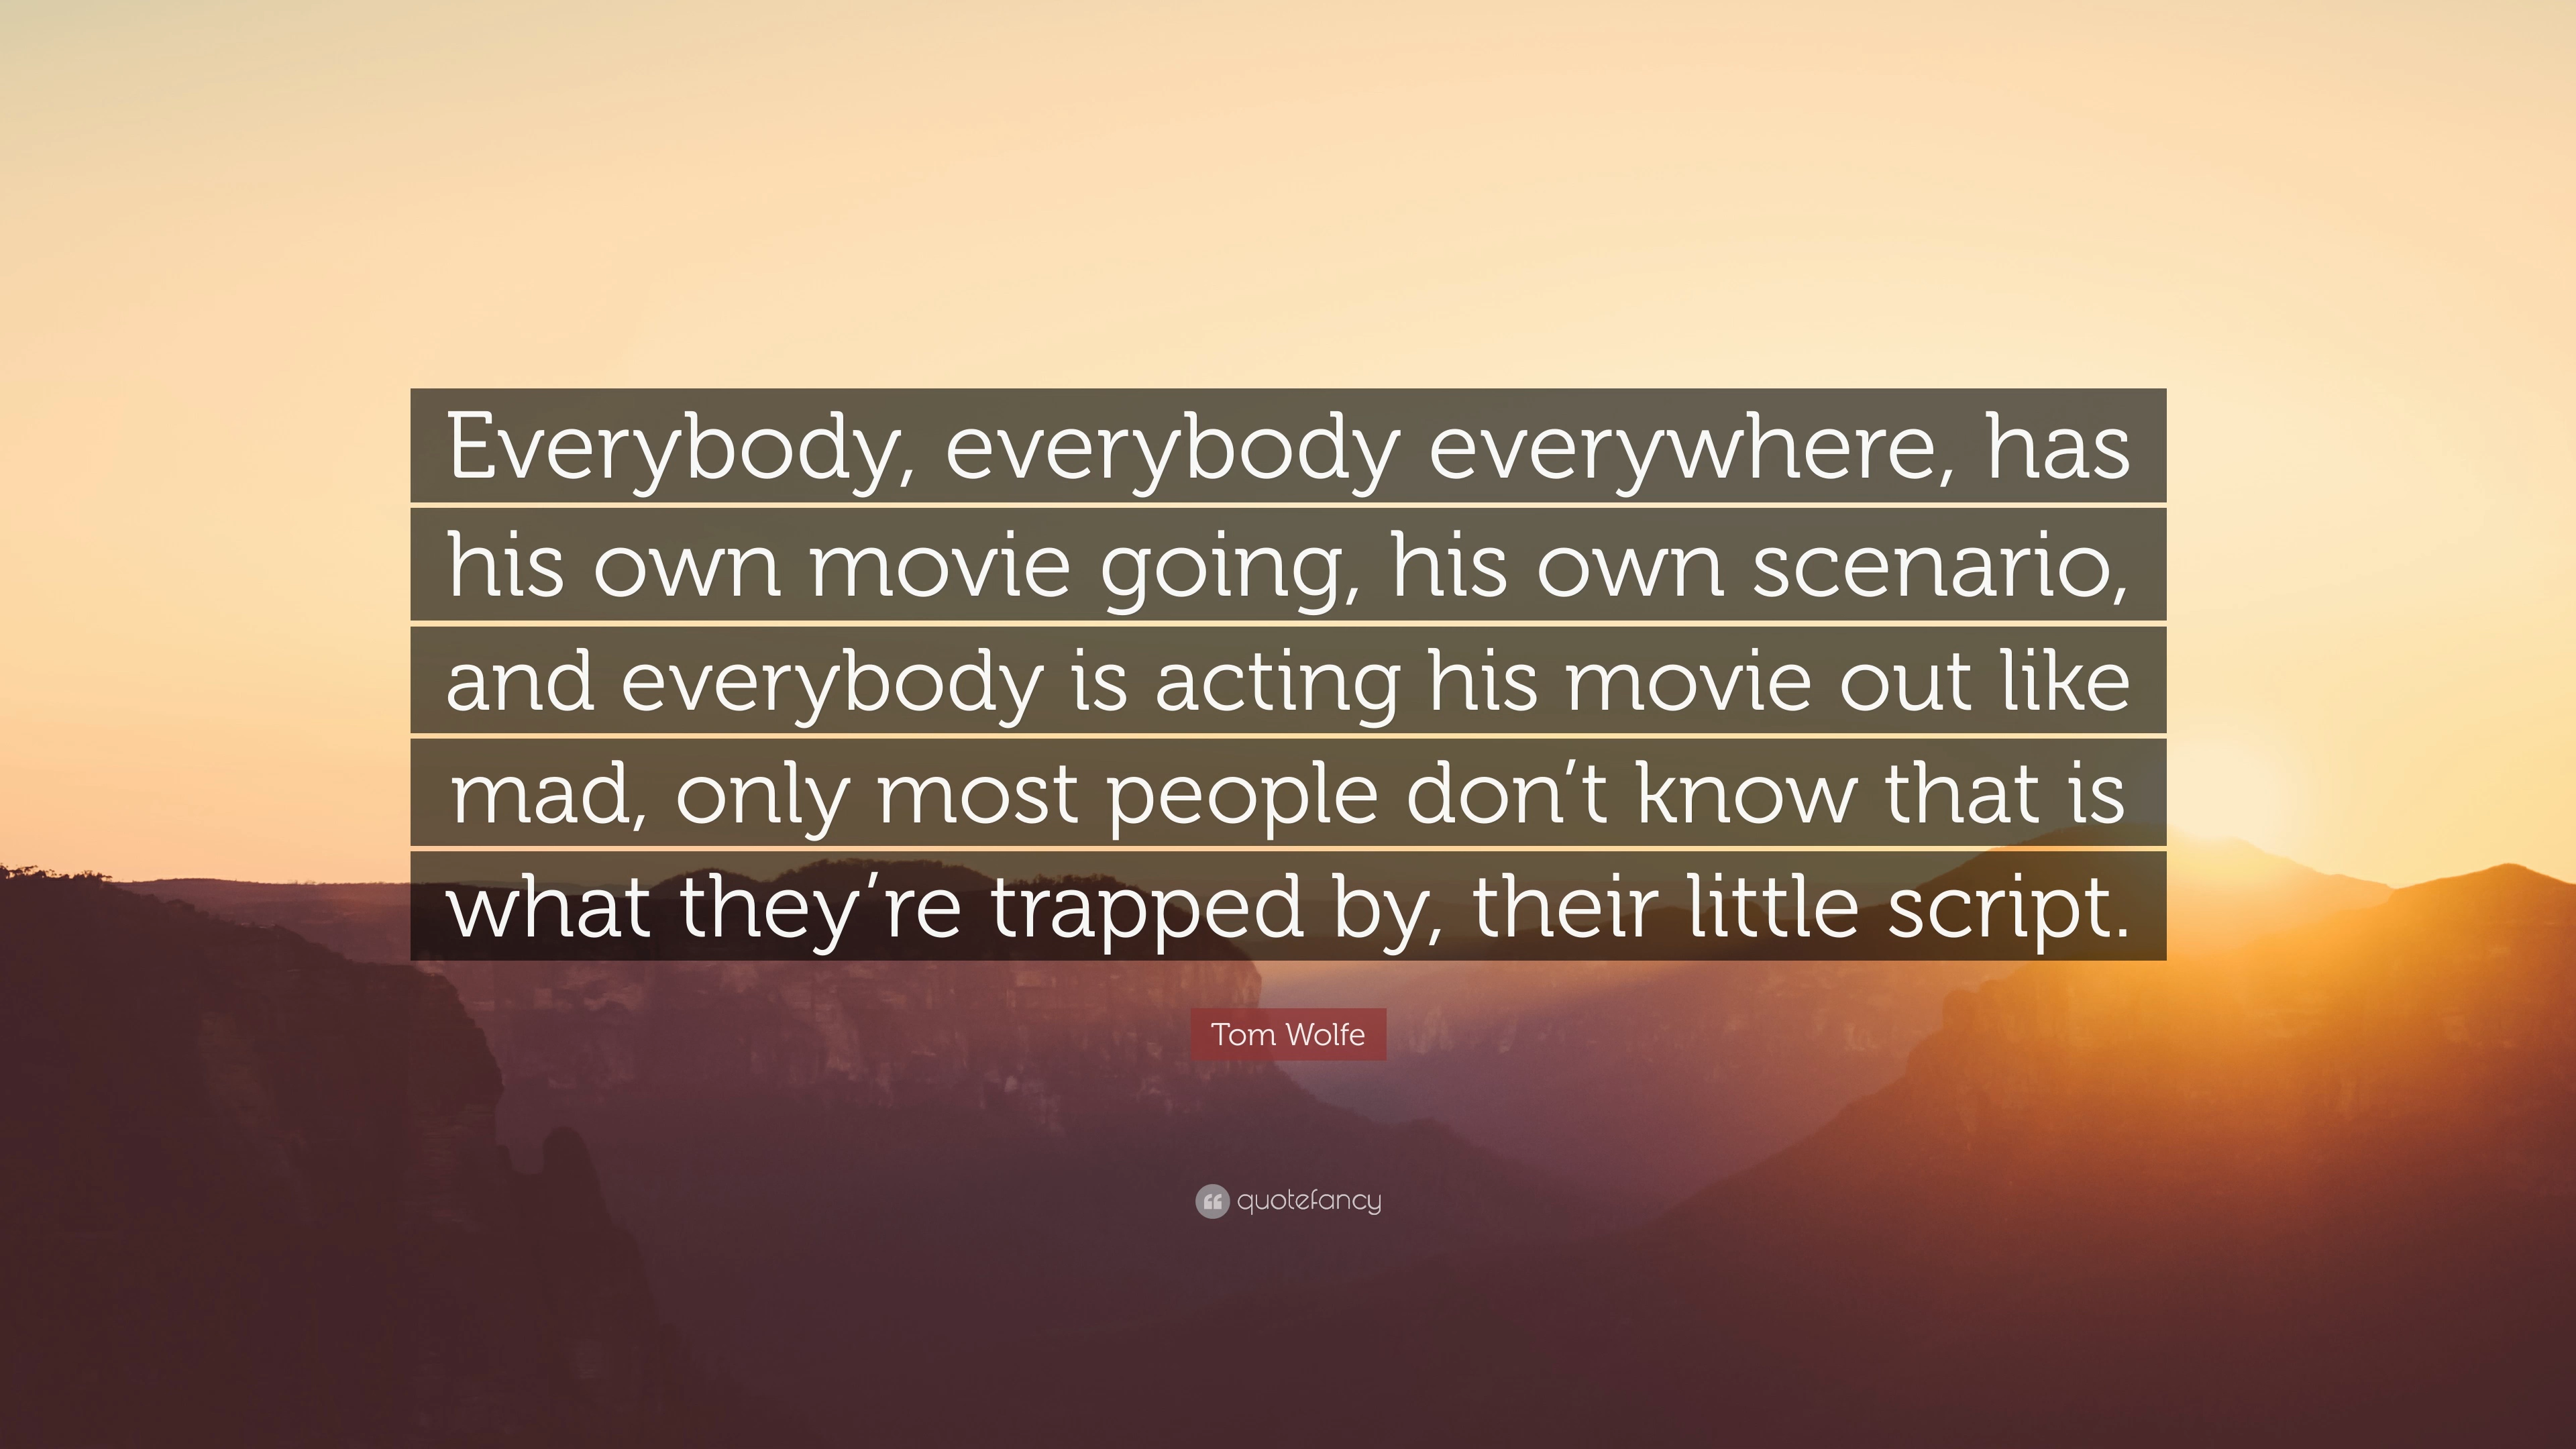 Everybody, everybody everywhere, has
his own movie going, his own scenario,
and everybody is acting his movie out like
mad, only most people don’t know that is
what they’re trapped by, their little script.
Tom Wolfe
quotefancy